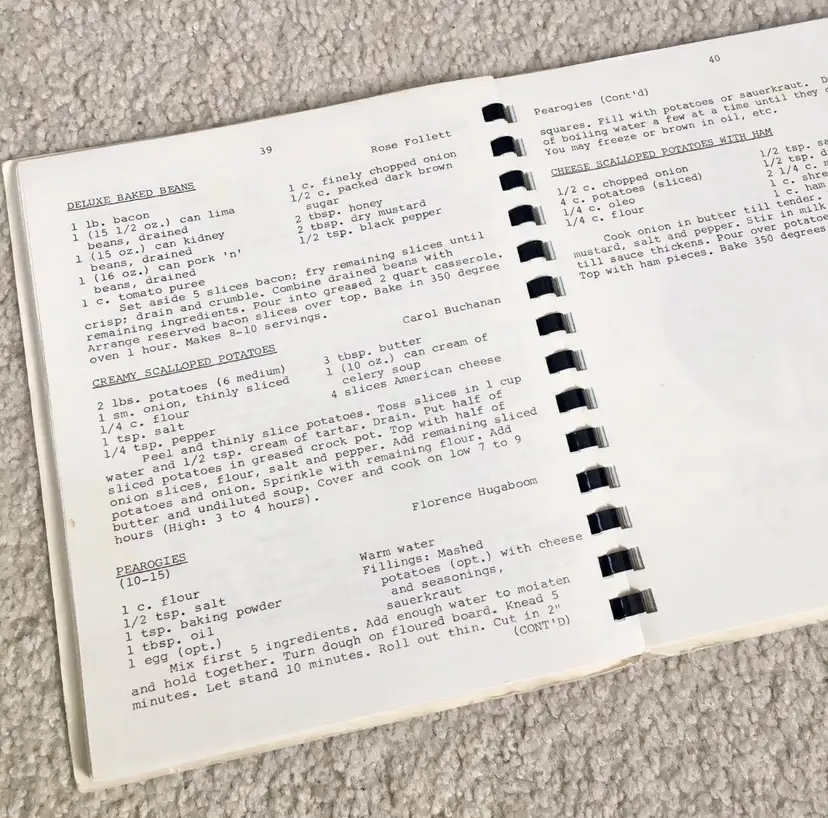 39
Rose Follett
DELUXE BAKED BEANS
1 lb. bacon
1 (15 1/2 oz.) can lima
beans, drained
1 (15 oz.) can kidney
beans, drained
1 (16 oz.) can pork 'n'
beans, drained
1 c. tomato puree
1 c. finely chopped onion
1/2 c. packed dark brown
sugar
2 tbsp. honey
2 tbsp. dry mustard
1/2 tsp. black pepper
Set aside 5 slices bacon; fry remaining slices until
crisp; drain and crumble. Combine drained beans with
remaining ingredients. Pour into greased 2 quart casserole.
Arrange reserved bacon slices over top. Bake in 350 degree
oven 1 hour. Makes 8-10 servings.
Carol Buchanan
CREAMY SCALLOPED POTATOES
2 lbs. potatoes (6 medium)
1 sm. onion, thinly sliced
1/4 c. flour
1 tsp. salt
1/4 tsp. pepper
3 tbsp. butter
1 (10 oz.) can cream of
celery soup
4 slices American cheese
Peel and thinly slice potatoes. Toss slices in 1 cup
water and 1/2 tsp. cream of tartar. Drain. Put half of
sliced potatoes in greased crock pot. Top with half of
onion slices, flour, salt and pepper. Add remaining sliced
potatoes and onion. Sprinkle with remaining flour. Add
butter and undiluted soup. Cover and cook on low 7 to 9
hours (High: 3 to 4 hours).
Florence Hugaboom
PEAROGIES
(10-15)
1 c. flour
1/2 tsp. salt
1 tsp. baking powder
1 tbsp. oil
1 egg (opt.)
Warm water
Fillings: Mashed
potatoes (opt.) with cheese
and seasonings,
sauerkraut
Mix first 5 ingredients. Add enough water to moiaten
and hold together. Turn dough on floured board. Knead 5
minutes. Let stand 10 minutes. Roll out thin. Cut in 2"
(CONT'D)
40
Pearogies (Cont'd)
squares. Fill with potatoes or sauerkraut.
of boiling water a few at a time until they
You may freeze or brown in oil, etc.
CHEESE SCALLOPED POTATOES WITH HAM
1/2 c. chopped onion
4 c. potatoes (sliced)
1/4 c. oleo
1/4 c. flour
1/2 tsp.
1/2 tsp.
2 1/4 c.
1 c.
1 c. ham
Cook onion in butter till tender.
mustard, salt and pepper. Stir in milk
till sauce thickens. Pour over
Top with ham pieces. Bake 350 degrees